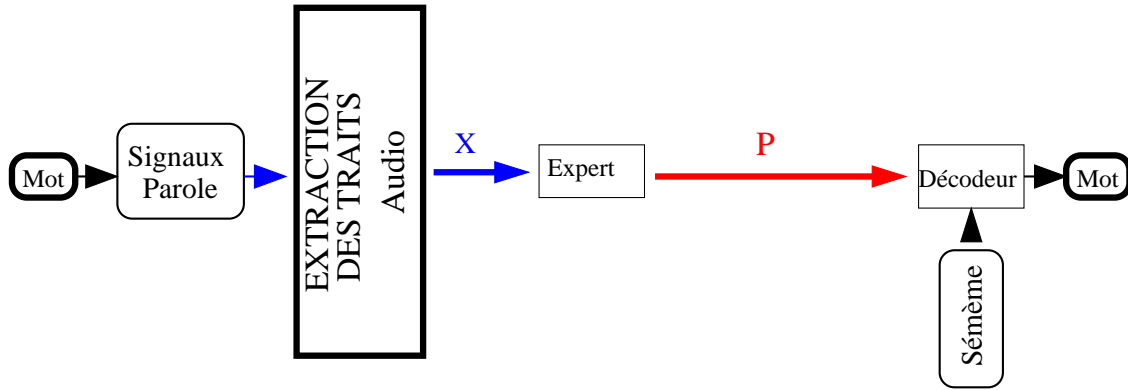 Mot
Signaux
Parole
EXTRACTION
DES TRAITS
Audio
X
Expert
P
Décodeur
Mot
Sémème